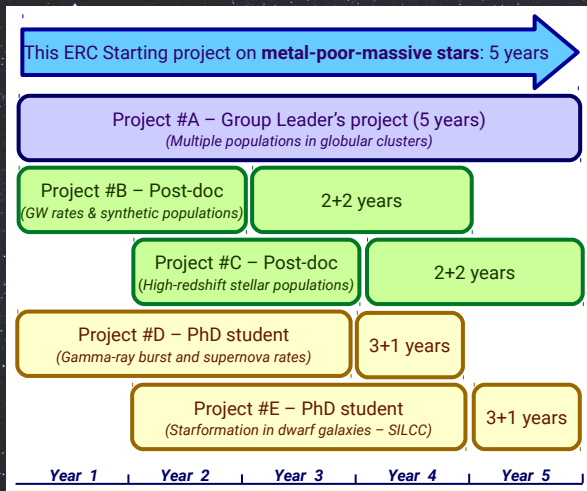 This ERC Starting project on metal-poor-massive stars: 5 years
Project #A – Group Leader's project (5 years)
(Multiple populations in globular clusters)
Project #B – Post-doc
(GW rates & synthetic populations)
2+2 years
Project #C – Post-doc
(High-redshift stellar populations)
2+2 years
Project #D – PhD student
(Gamma-ray burst and supernova rates)
3+1 years
Project #E – PhD student
(Starformation in dwarf galaxies – SILCC)
3+1 years
Year 1 Year 2 Year 3 Year 4 Year 5